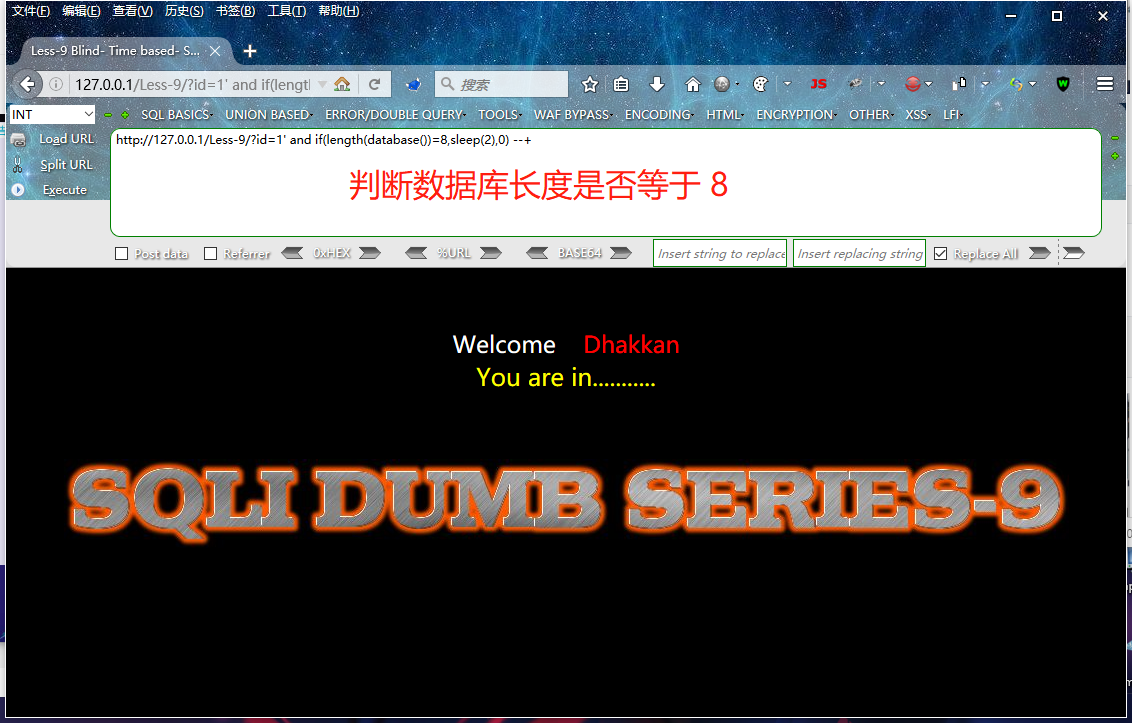 文件(F) 编辑(E) 查看(V) 历史(S) 书签(B) 工具(T) 帮助(H)
Less-9 Blind- Time based- S...
127.0.0.1/Less-9/?id=1' and if(lengtl
搜索
JS
INT
SQL BASICS UNION BASED ERROR/DOUBLE QUERY TOOLS WAF BYPASS ENCODING HTML ENCRYPTION OTHER XSS LFI
Load URL
Split URL
Execute
http://127.0.0.1/Less-9/?id=1' and if(length(database())=8,sleep(2),0) --+
判断数据库长度是否等于 8
Post data Referrer 0xHEX %URL BASE64 Insert string to replace Insert replacing string Replace All
Welcome Dhakkan
You are in...........
SQLI DUMB SERIES-9